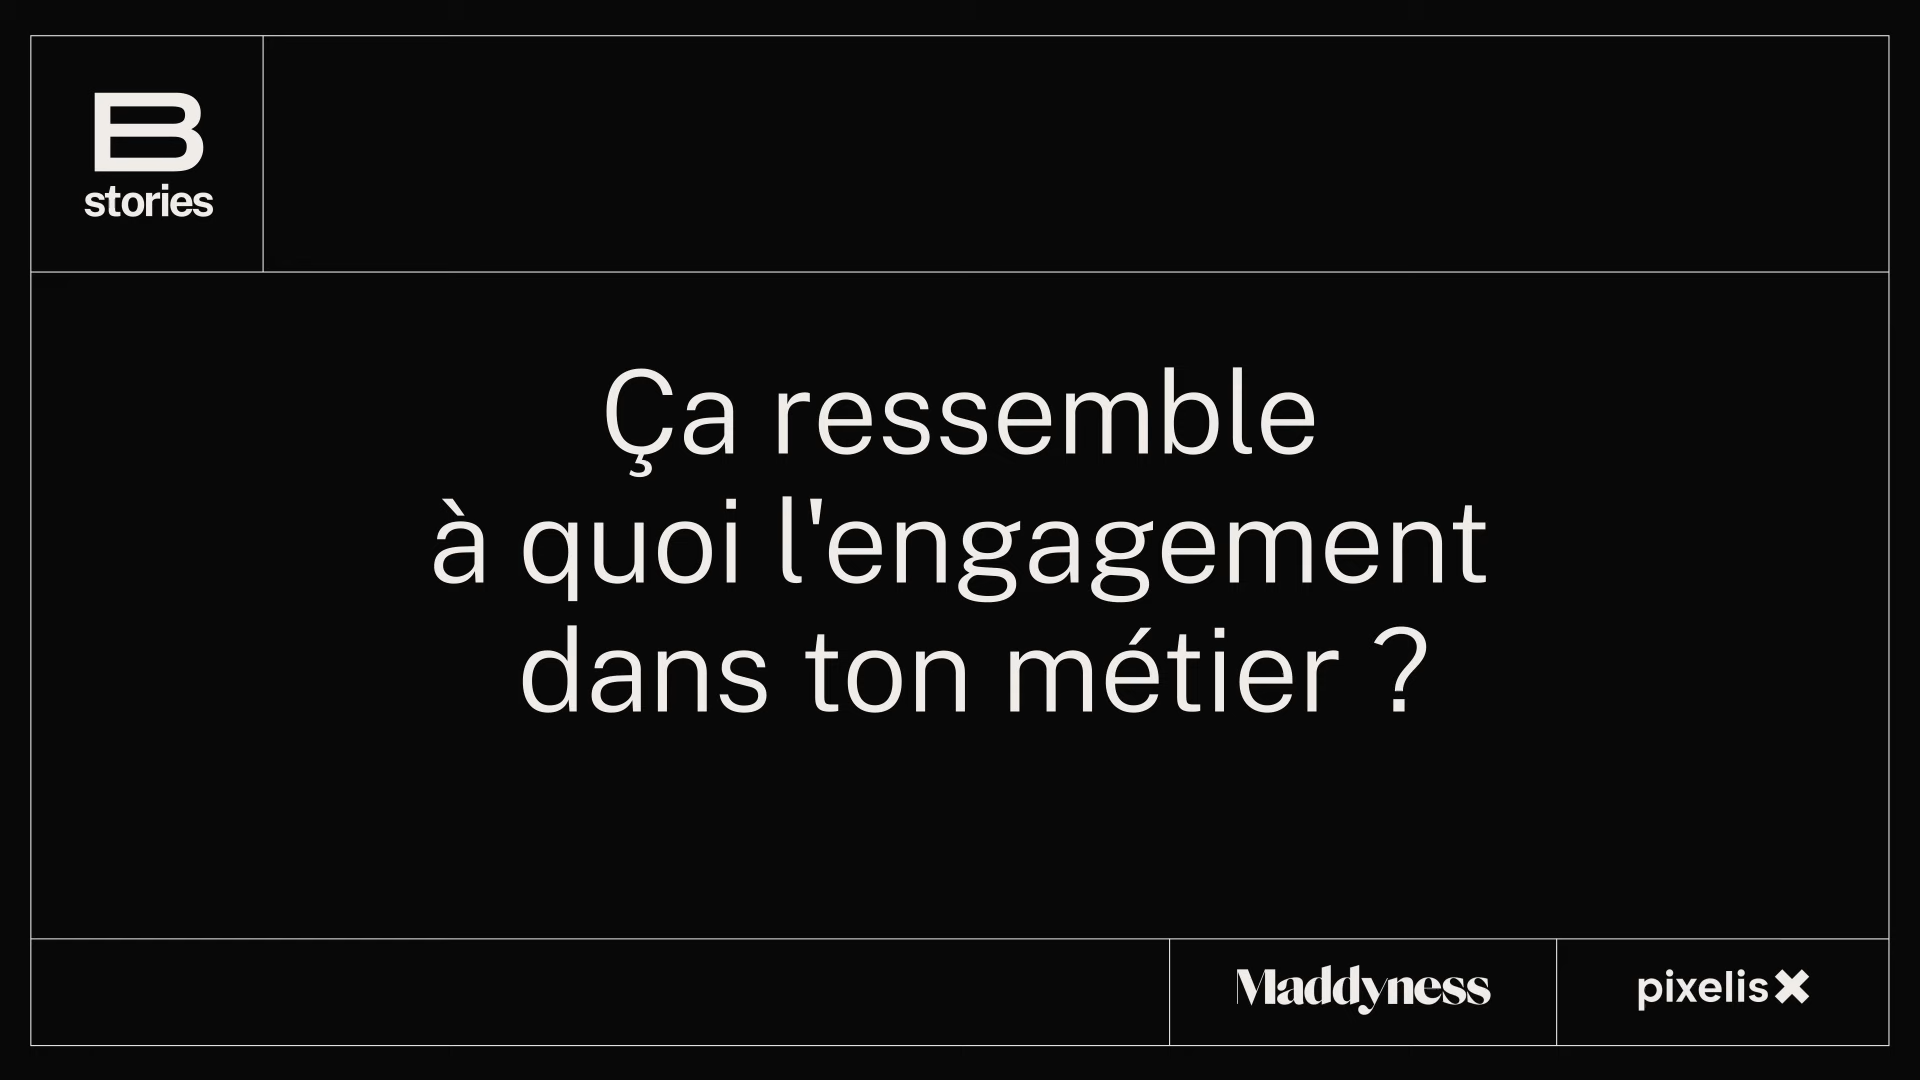 B
stories
Ça ressemble
à quoi l'engagement
dans ton métier ?
Maddyness
pixelis